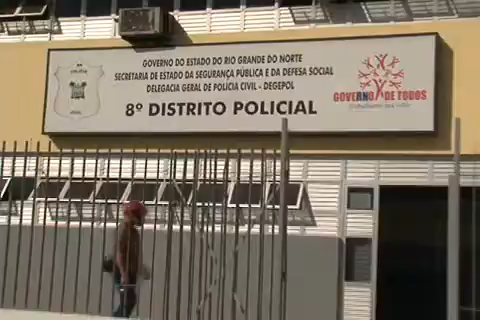 GOVERNO DO ESTADO DO RIO GRANDE DO NORTE
SECRETARIA DE ESTADO DA SEGURANÇA PÚBLICA E DA DEFESA SOCIAL
DELEGACIA GERAL DE POLÍCIA CIVIL - DEGEPOL
8º DISTRITO POLICIAL
GOVERNO DE TODOS